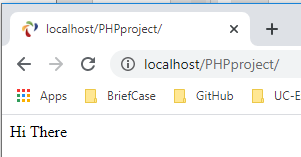 localhost/PHPproject/
localhost/PHPproject/
Apps BriefCase GitHub UC-E
Hi There